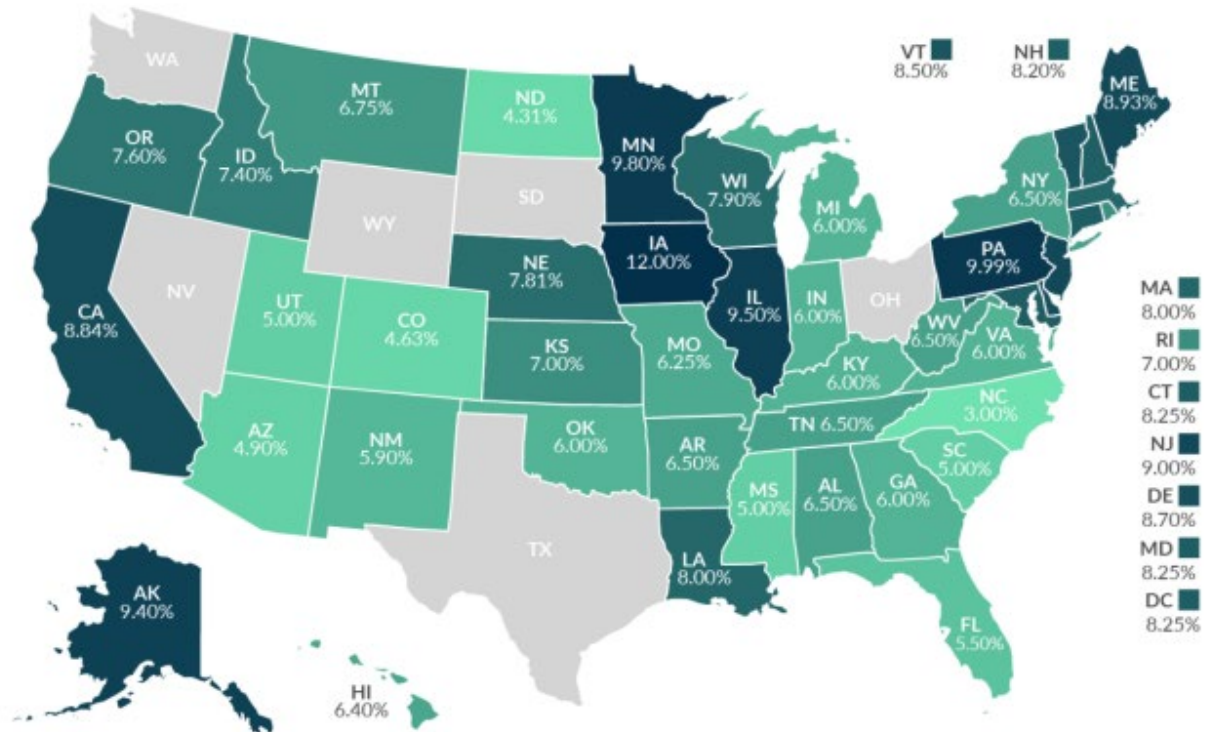 WA
VT
8.50%
NH
8.20%
ME
8.93%
MT
6.75%
ND
4.31%
MN
9.80%
OR
7.60%
ID
7.40%
WI
7.90%
NY
6.50%
SD
MI
6.00%
WY
IA
12.00%
PA
9.99%
NE
7.81%
NV
UT
5.00%
CO
4.63%
IL
9.50%
IN
6.00%
OH
CA
8.84%
MA
8.00%
WV
6.50%
VA
6.00%
KS
7.00%
MO
6.25%
KY
6.00%
RI
7.00%
NC
3.00%
CT
8.25%
TN 6.50%
AZ
4.90%
NM
5.90%
OK
6.00%
AR
6.50%
SC
5.00%
NJ
9.00%
MS
5.00%
AL
6.50%
GA
6.00%
DE
8.70%
TX
LA
8.00%
MD
8.25%
AK
9.40%
DC
8.25%
FL
5.50%
HI
6.40%